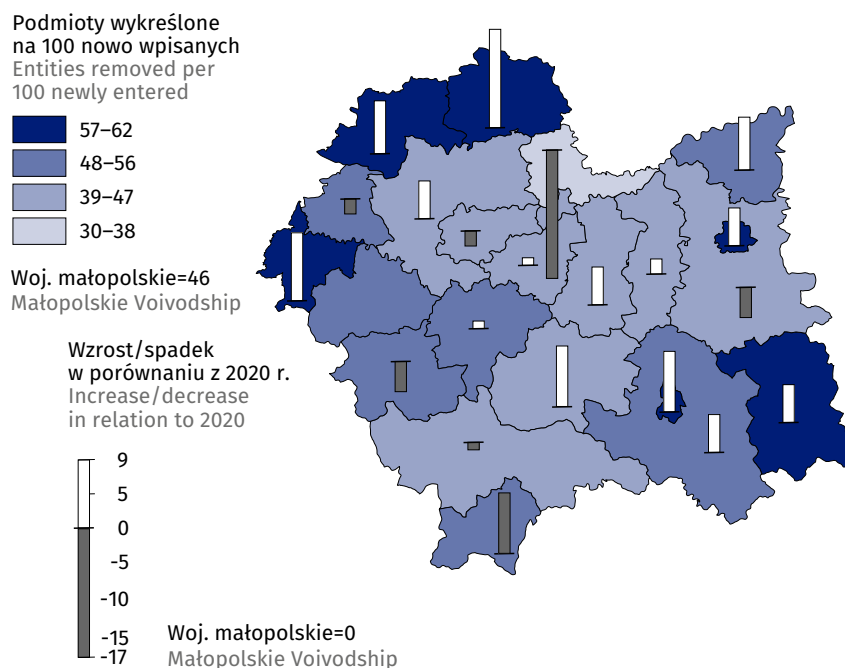 Podmioty wykreślone
na 100 nowo wpisanych
Entities removed per
100 newly entered
57–62
48–56
39–47
30–38
Woj. małopolskie=46
Małopolskie Voivodship
Wzrost/spadek
w porównaniu z 2020 r.
Increase/decrease
in relation to 2020
9
5
0
-5
-10
-15
-17
Woj. małopolskie=0
Małopolskie Voivodship